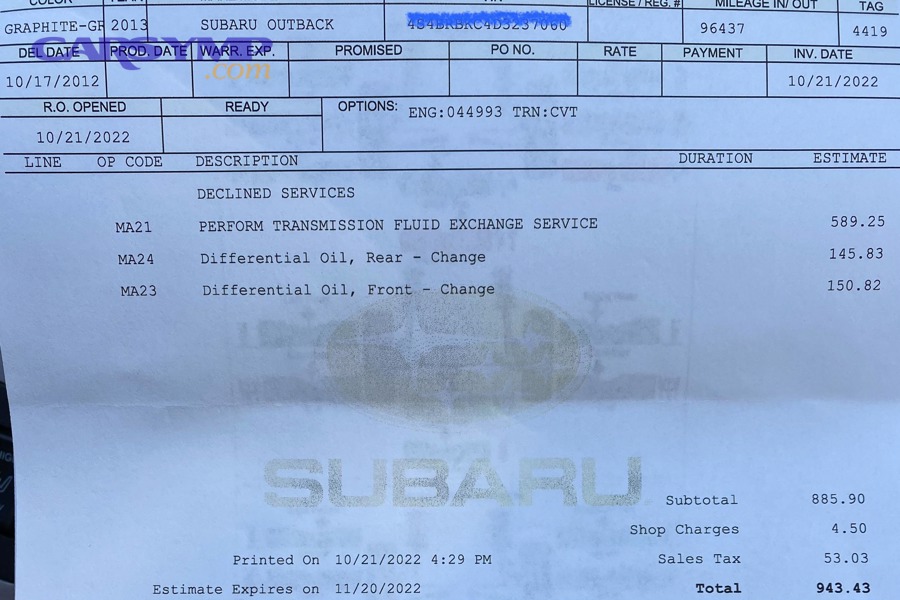 COLOR YEAR LICENSE / REG. # MILEAGE IN/ OUT TAG
GRAPHITE-GR 2013 SUBARU OUTBACK 96437 4419
DEL DATE PROD. DATE WARR. EXP. PROMISED PO NO. RATE PAYMENT INV. DATE
CARSYMP
.com
10/17/2012 10/21/2022
R.O. OPENED READY OPTIONS: ENG:044993 TRN:CVT
10/21/2022
LINE OP CODE DESCRIPTION DURATION ESTIMATE
DECLINED SERVICES
MA21 PERFORM TRANSMISSION FLUID EXCHANGE SERVICE 589.25
MA24 Differential Oil, Rear - Change 145.83
MA23 Differential Oil, Front - Change 150.82
SUBARU
Subtotal 885.90
Shop Charges 4.50
Printed On 10/21/2022 4:29 PM Sales Tax 53.03
Estimate Expires on 11/20/2022 Total 943.43